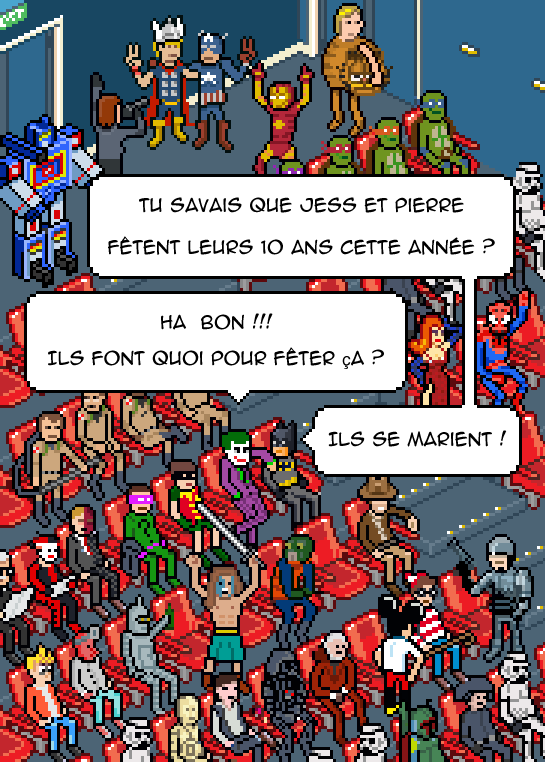 TU SAVAIS QUE JESS ET PIERRE
FÊTENT LEURS 10 ANS CETTE ANNÉE ?
HA BON !!!
ILS FONT QUOI POUR FÊTER çA ?
ILS SE MARIENT !